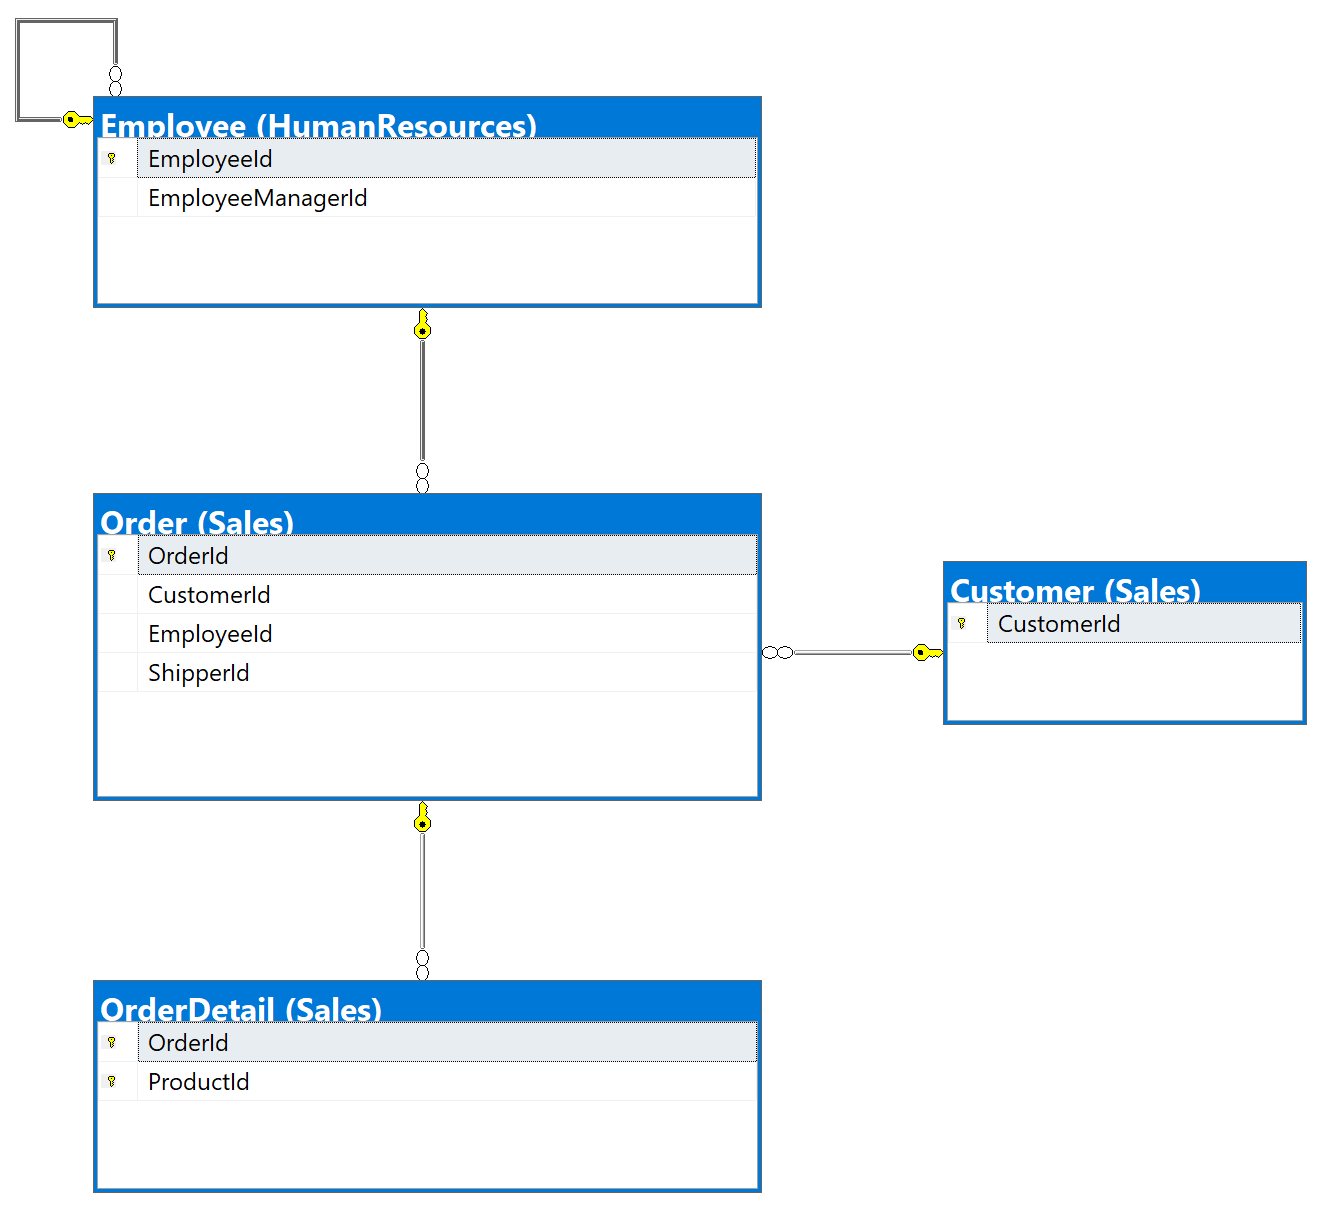 Employee (HumanResources)
EmployeeId
EmployeeManagerId
Order (Sales)
OrderId
CustomerId
EmployeeId
ShipperId
Customer (Sales)
CustomerId
OrderDetail (Sales)
OrderId
ProductId